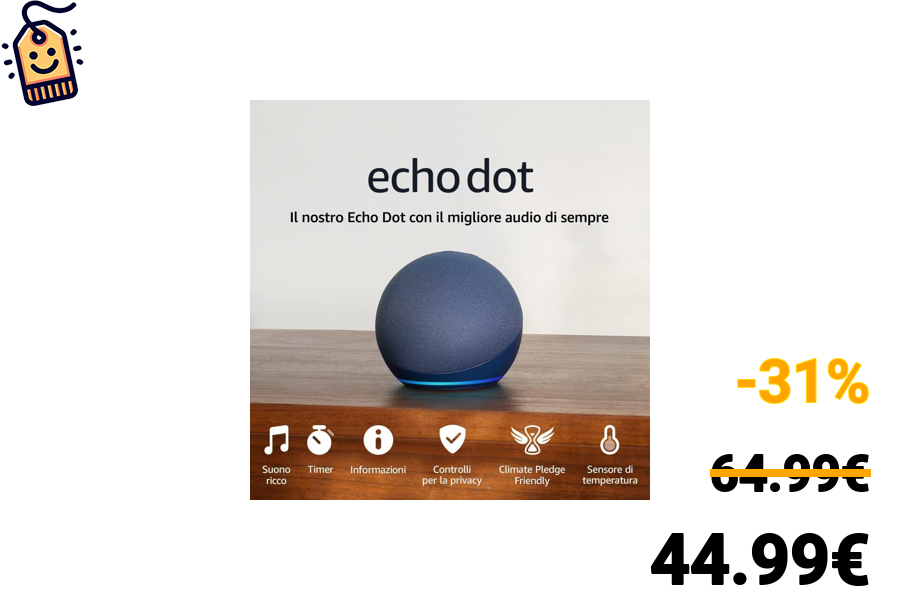 echo dot
Il nostro Echo Dot con il migliore audio di sempre
Suono
ricco
Timer
Informazioni
Controlli
per la privacy
Climate Pledge
Friendly
Sensore di
temperatura
-31%
64.99€
44.99€